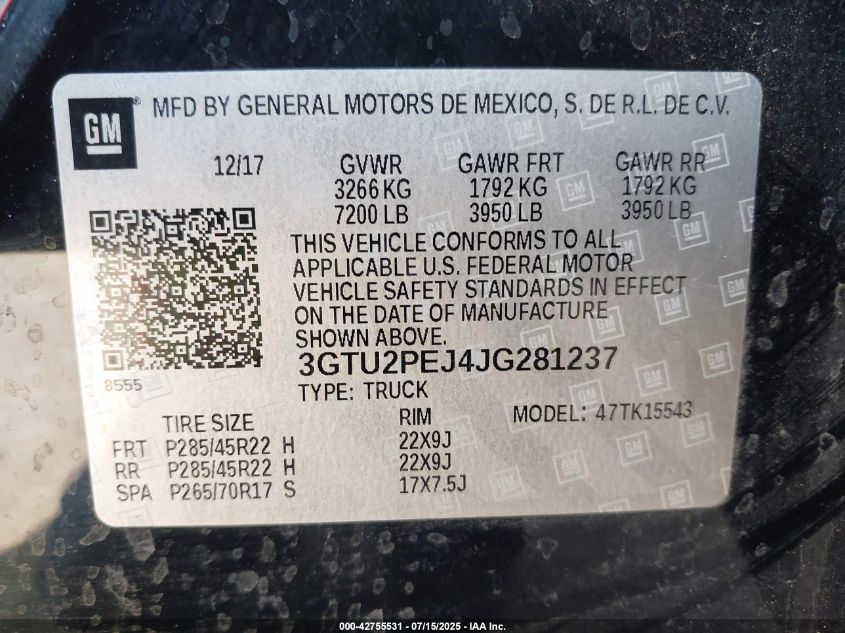 GM ® MFD BY GENERAL MOTORS DE MEXICO, S. DE R.L. DE C.V.
12/17 GVWR GAWR FRT GAWR RR
3266 KG 1792 KG 1792 KG
7200 LB 3950 LB 3950 LB
THIS VEHICLE CONFORMS TO ALL
APPLICABLE U.S. FEDERAL MOTOR
VEHICLE SAFETY STANDARDS IN EFFECT
ON THE DATE OF MANUFACTURE
SHOWN ABOVE.
3GTU2PEJ4JG281237
8555 TYPE: TRUCK
TIRE SIZE RIM MODEL: 47TK15543
FRT P285/45R22 H 22X9J
RR P285/45R22 H 22X9J
SPA P265/70R17 S 17X7.5J
000-42755531 - 07/15/2025 - IAA Inc.